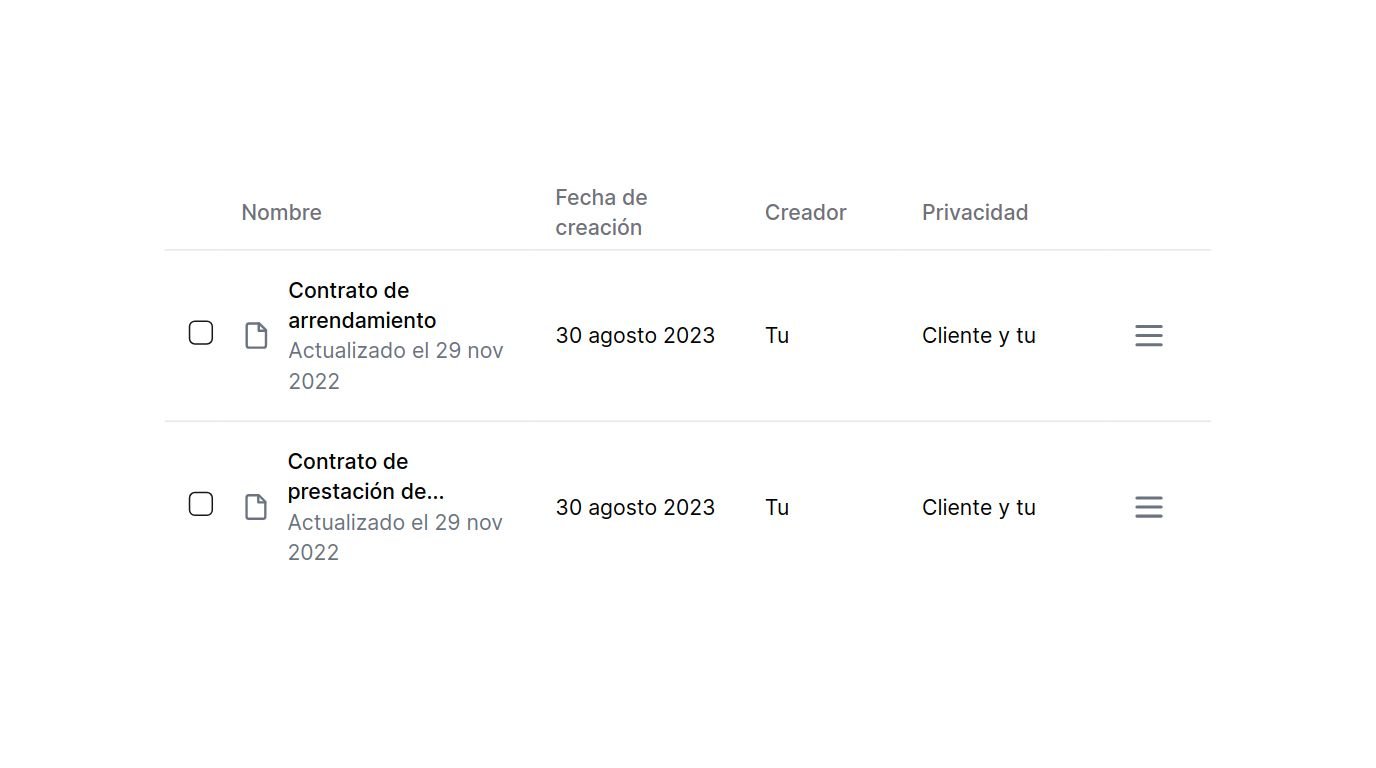 Nombre
Fecha de
creación
Creador
Privacidad
Contrato de
arrendamiento
Actualizado el 29 nov
2022
30 agosto 2023
Tu
Cliente y tu
Contrato de
prestación de...
Actualizado el 29 nov
2022
30 agosto 2023
Tu
Cliente y tu